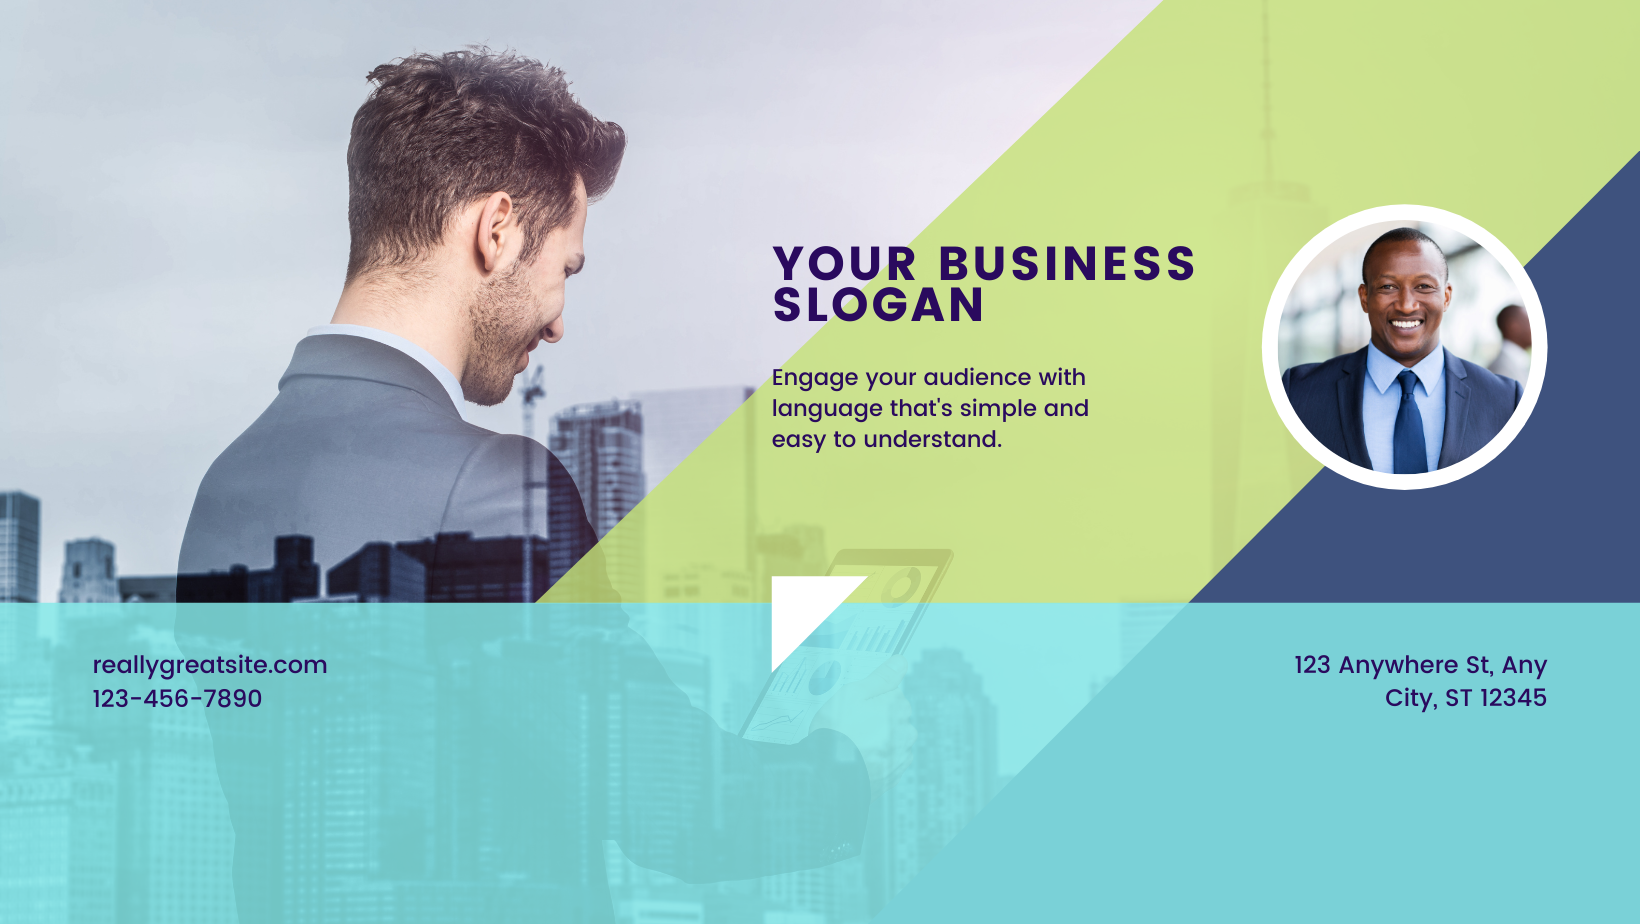 YOUR BUSINESS
SLOGAN
Engage your audience with
language that's simple and
easy to understand.
reallygreatsite.com
123-456-7890
123 Anywhere St, Any
City, ST 12345